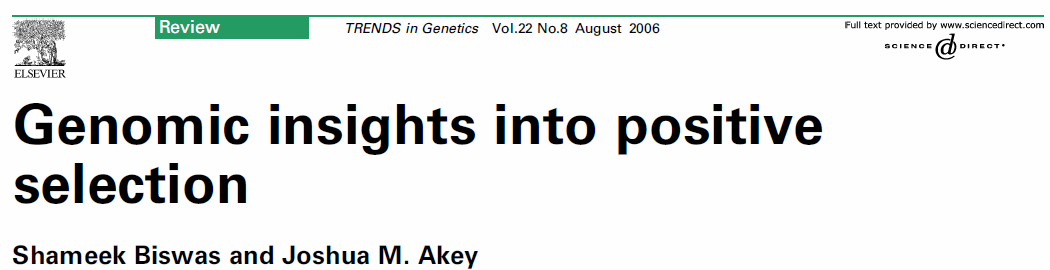 Review
TRENDS in Genetics Vol.22 No.8 August 2006
Full text provided by www.sciencedirect.com
SCIENCE d DIRECT®
ELSEVIER
Genomic insights into positive
selection
Shameek Biswas and Joshua M. Akey